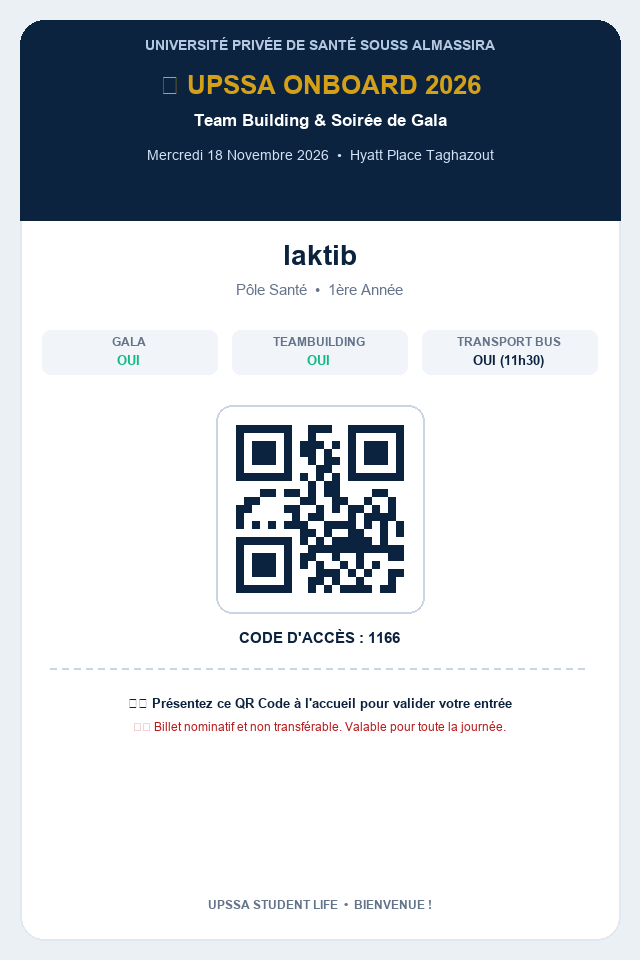 UNIVERSITÉ PRIVÉE DE SANTÉ SOUSS ALMASSIRA
UPSSA ONBOARD 2026
Team Building & Soirée de Gala
Mercredi 18 Novembre 2026 • Hyatt Place Taghazout
laktib
Pôle Santé • 1ère Année
GALA
OUI
TEAMBUILDING
OUI
TRANSPORT BUS
OUI (11h30)
CODE D'ACCÈS : 1166
Présentez ce QR Code à l'accueil pour valider votre entrée
Billet nominatif et non transférable. Valable pour toute la journée.
UPSSA STUDENT LIFE • BIENVENUE !